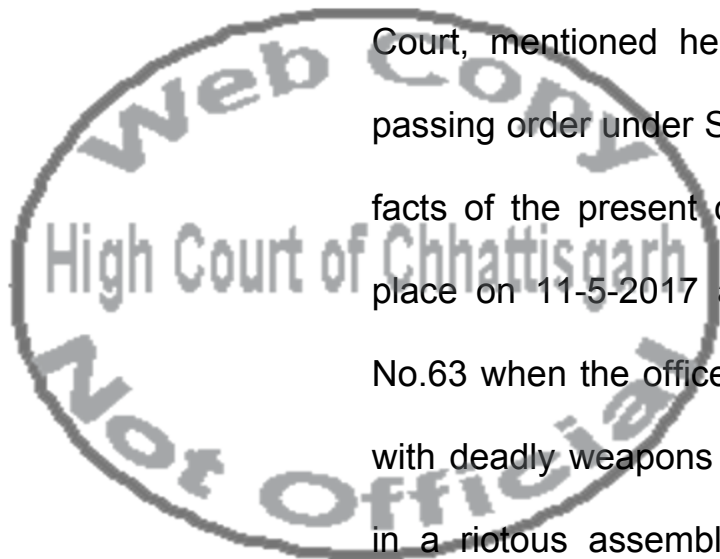 Court, mentioned he
passing order under S
facts of the present
place on 11-5-2017
No.63 when the office
with deadly weapons
in a riotous assembl
Web Copy
High Court of Chhattisgarh
Not Official